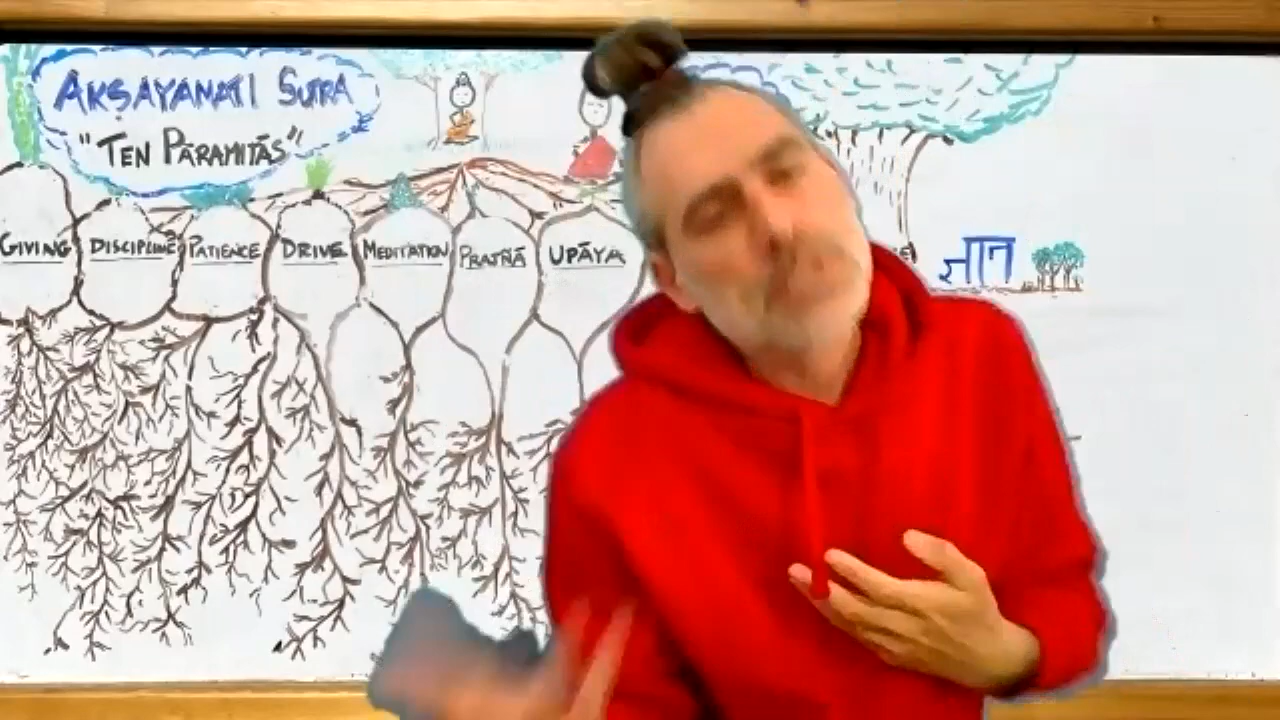 AKṢAYAMATI SUTRA
"TEN PĀRAMITĀS"
GIVING DISCIPLINE PATIENCE DRIVE MEDITATION PRAJÑĀ UPĀYA